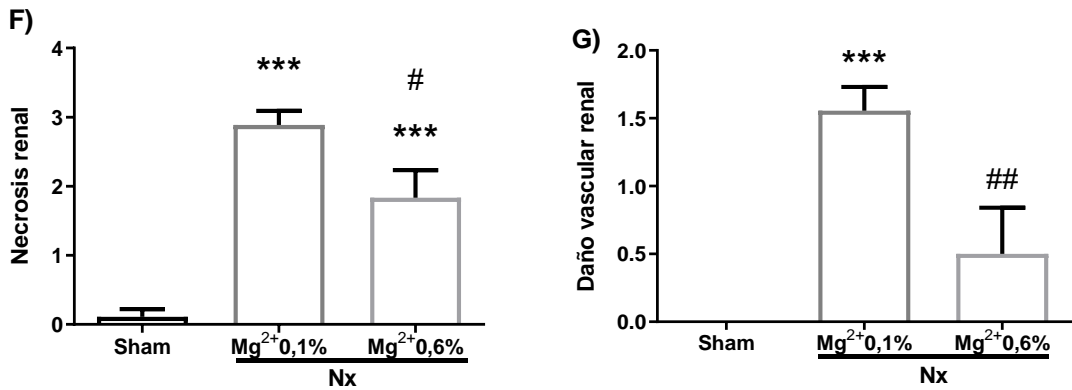 F)
Necrosis renal
4
3
2
1
0
***
#
***
Sham
Mg²⁺0,1%
Mg²⁺0,6%
Nx
G)
Daño vascular renal
2.0
1.5
1.0
0.5
0.0
***
##
Sham
Mg²⁺0,1%
Mg²⁺0,6%
Nx